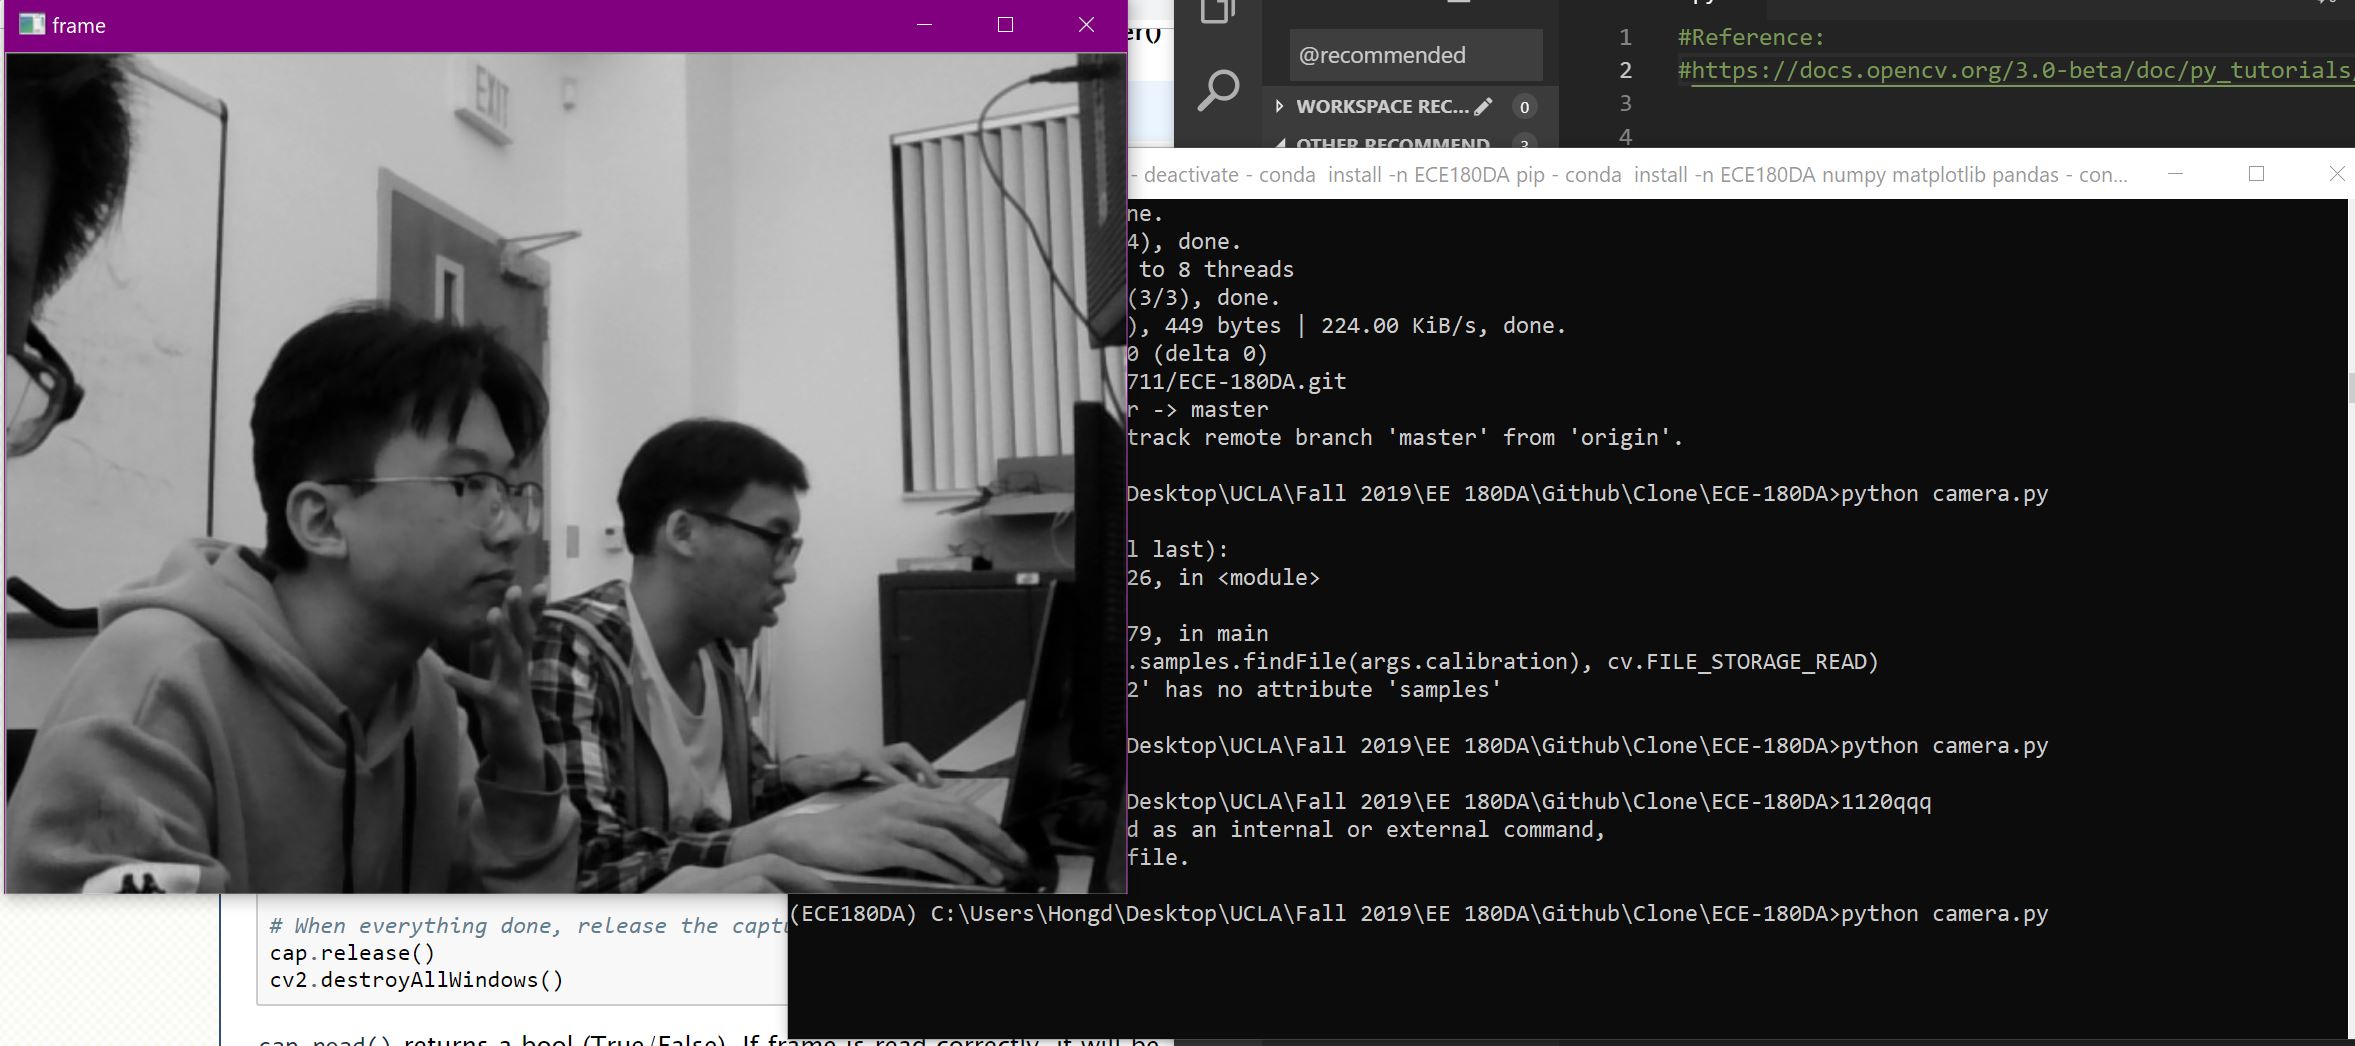 frame
EXIT
@recommended
WORKSPACE REC... 0
OTHER RECOMMEND 3
1 #Reference:
2 #https://docs.opencv.org/3.0-beta/doc/py_tutorials/
3
4
- deactivate - conda install -n ECE180DA pip - conda install -n ECE180DA numpy matplotlib pandas - con...
ne.
4), done.
to 8 threads
(3/3), done.
), 449 bytes | 224.00 KiB/s, done.
0 (delta 0)
711/ECE-180DA.git
r -> master
track remote branch 'master' from 'origin'.
Desktop\UCLA\Fall 2019\EE 180DA\Github\Clone\ECE-180DA>python camera.py
l last):
26, in <module>
79, in main
.samples.findFile(args.calibration), cv.FILE_STORAGE_READ)
2' has no attribute 'samples'
Desktop\UCLA\Fall 2019\EE 180DA\Github\Clone\ECE-180DA>python camera.py
Desktop\UCLA\Fall 2019\EE 180DA\Github\Clone\ECE-180DA>1120qqq
d as an internal or external command,
file.
(ECE180DA) C:\Users\Hongd\Desktop\UCLA\Fall 2019\EE 180DA\Github\Clone\ECE-180DA>python camera.py
# When everything done, release the captu
cap.release()
cv2.destroyAllWindows()
cap.read() returns a bool (True/False). If frame is read correctly, it will be